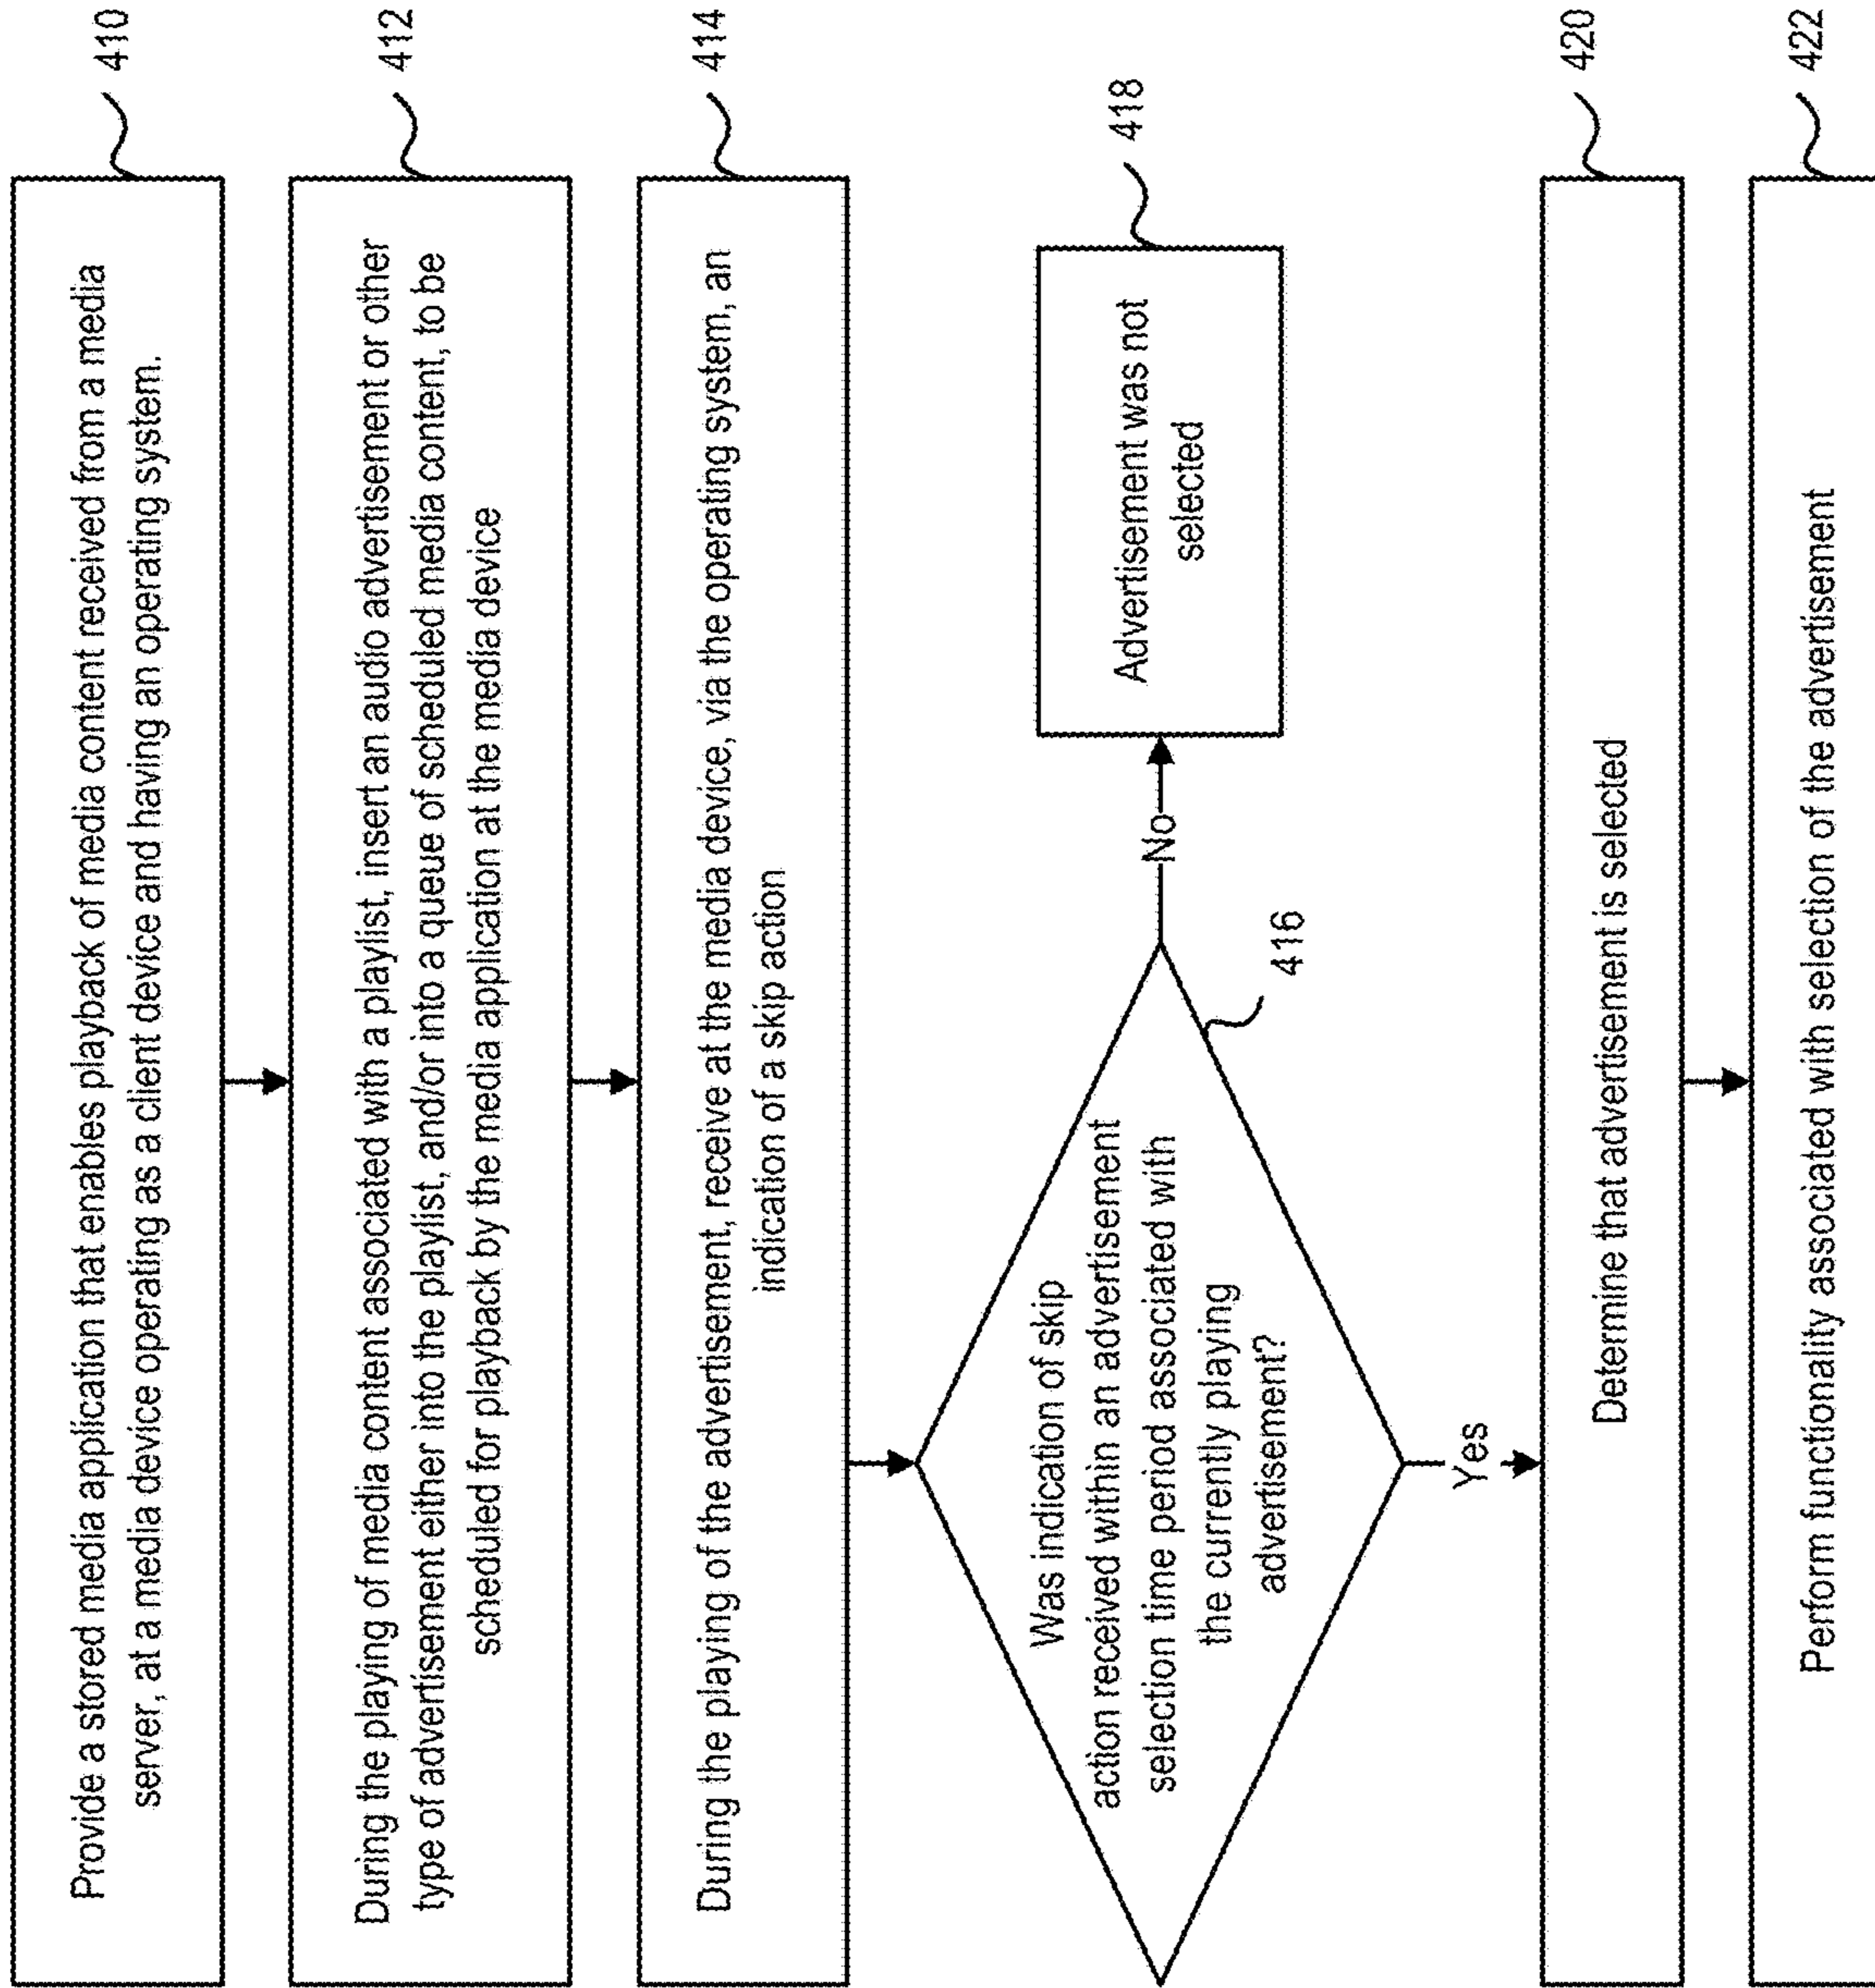 Provide a stored media application that enables playback of media content received from a media
server, at a media device operating as a client device and having an operating system.
410
During the playing of media content associated with a playlist, insert an audio advertisement or other
type of advertisement either into the playlist, and/or into a queue of scheduled media content, to be
scheduled for playback by the media application at the media device
412
During the playing of the advertisement, receive at the media device, via the operating system, an
indication of a skip action
414
Was indication of skip
action received within an advertisement
selection time period associated with
the currently playing
advertisement?
416
No
Advertisement was not
selected
418
Yes
Determine that advertisement is selected
420
Perform functionality associated with selection of the advertisement
422